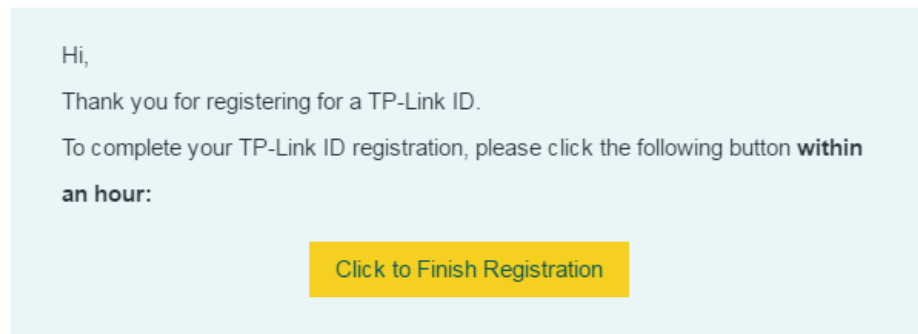 Hi,
Thank you for registering for a TP-Link ID.
To complete your TP-Link ID registration, please click the following button within
an hour:
Click to Finish Registration